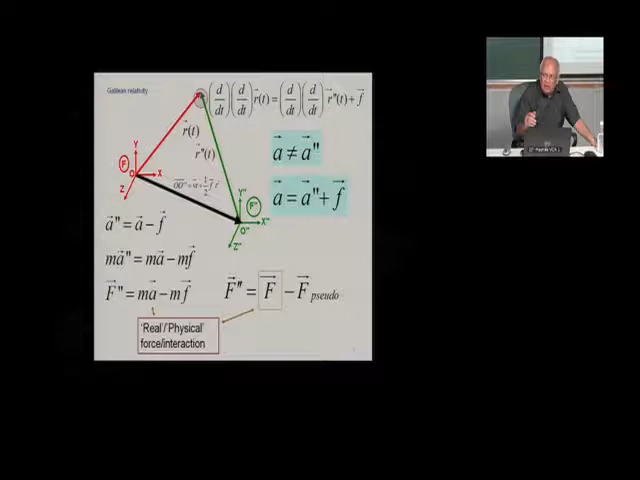 Galilean relativity
(d/dt)(d/dt) r⃗(t) = (d/dt)(d/dt) r⃗''(t) + f⃗
r⃗(t)
r⃗''(t)
a⃗ ≠ a⃗''
Y
F
O X
Z
Y''
F''
a⃗ = a⃗'' + f⃗
O'' X''
Z''
a⃗'' = a⃗ − f⃗
ma⃗'' = ma⃗ − mf⃗
F⃗'' = ma⃗ − mf⃗
F⃗'' = F⃗ − F⃗pseudo
'Real'/'Physical'
force/interaction